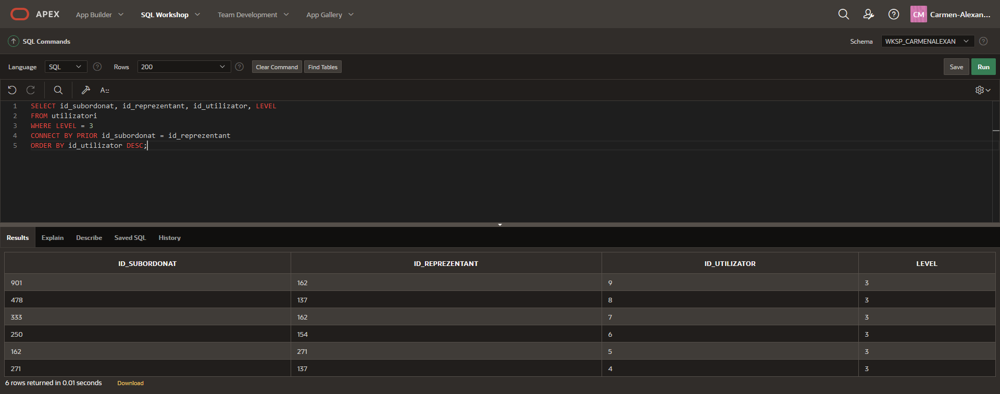 APEX App Builder SQL Workshop Team Development App Gallery CM Carmen-Alexan...
SQL Commands Schema WKSP_CARMENALEXAN ?
Language SQL ? Rows 200 ? Clear Command Find Tables Save Run
A::
1 SELECT id_subordonat, id_reprezentant, id_utilizator, LEVEL
2 FROM utilizatori
3 WHERE LEVEL = 3
4 CONNECT BY PRIOR id_subordonat = id_reprezentant
5 ORDER BY id_utilizator DESC;
Results Explain Describe Saved SQL History
ID_SUBORDONAT ID_REPREZENTANT ID_UTILIZATOR LEVEL
901 162 9 3
478 137 8 3
333 162 7 3
250 154 6 3
162 271 5 3
271 137 4 3
6 rows returned in 0.01 seconds Download